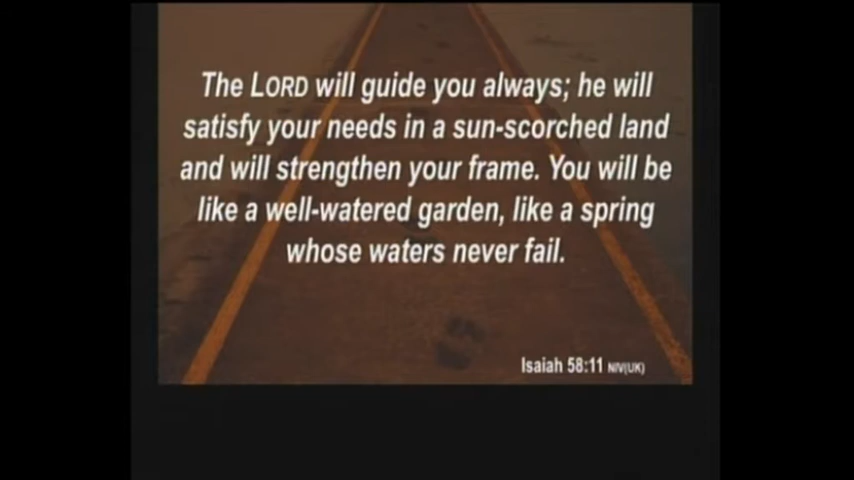 The LORD will guide you always; he will
satisfy your needs in a sun-scorched land
and will strengthen your frame. You will be
like a well-watered garden, like a spring
whose waters never fail.
Isaiah 58:11 NIV(UK)